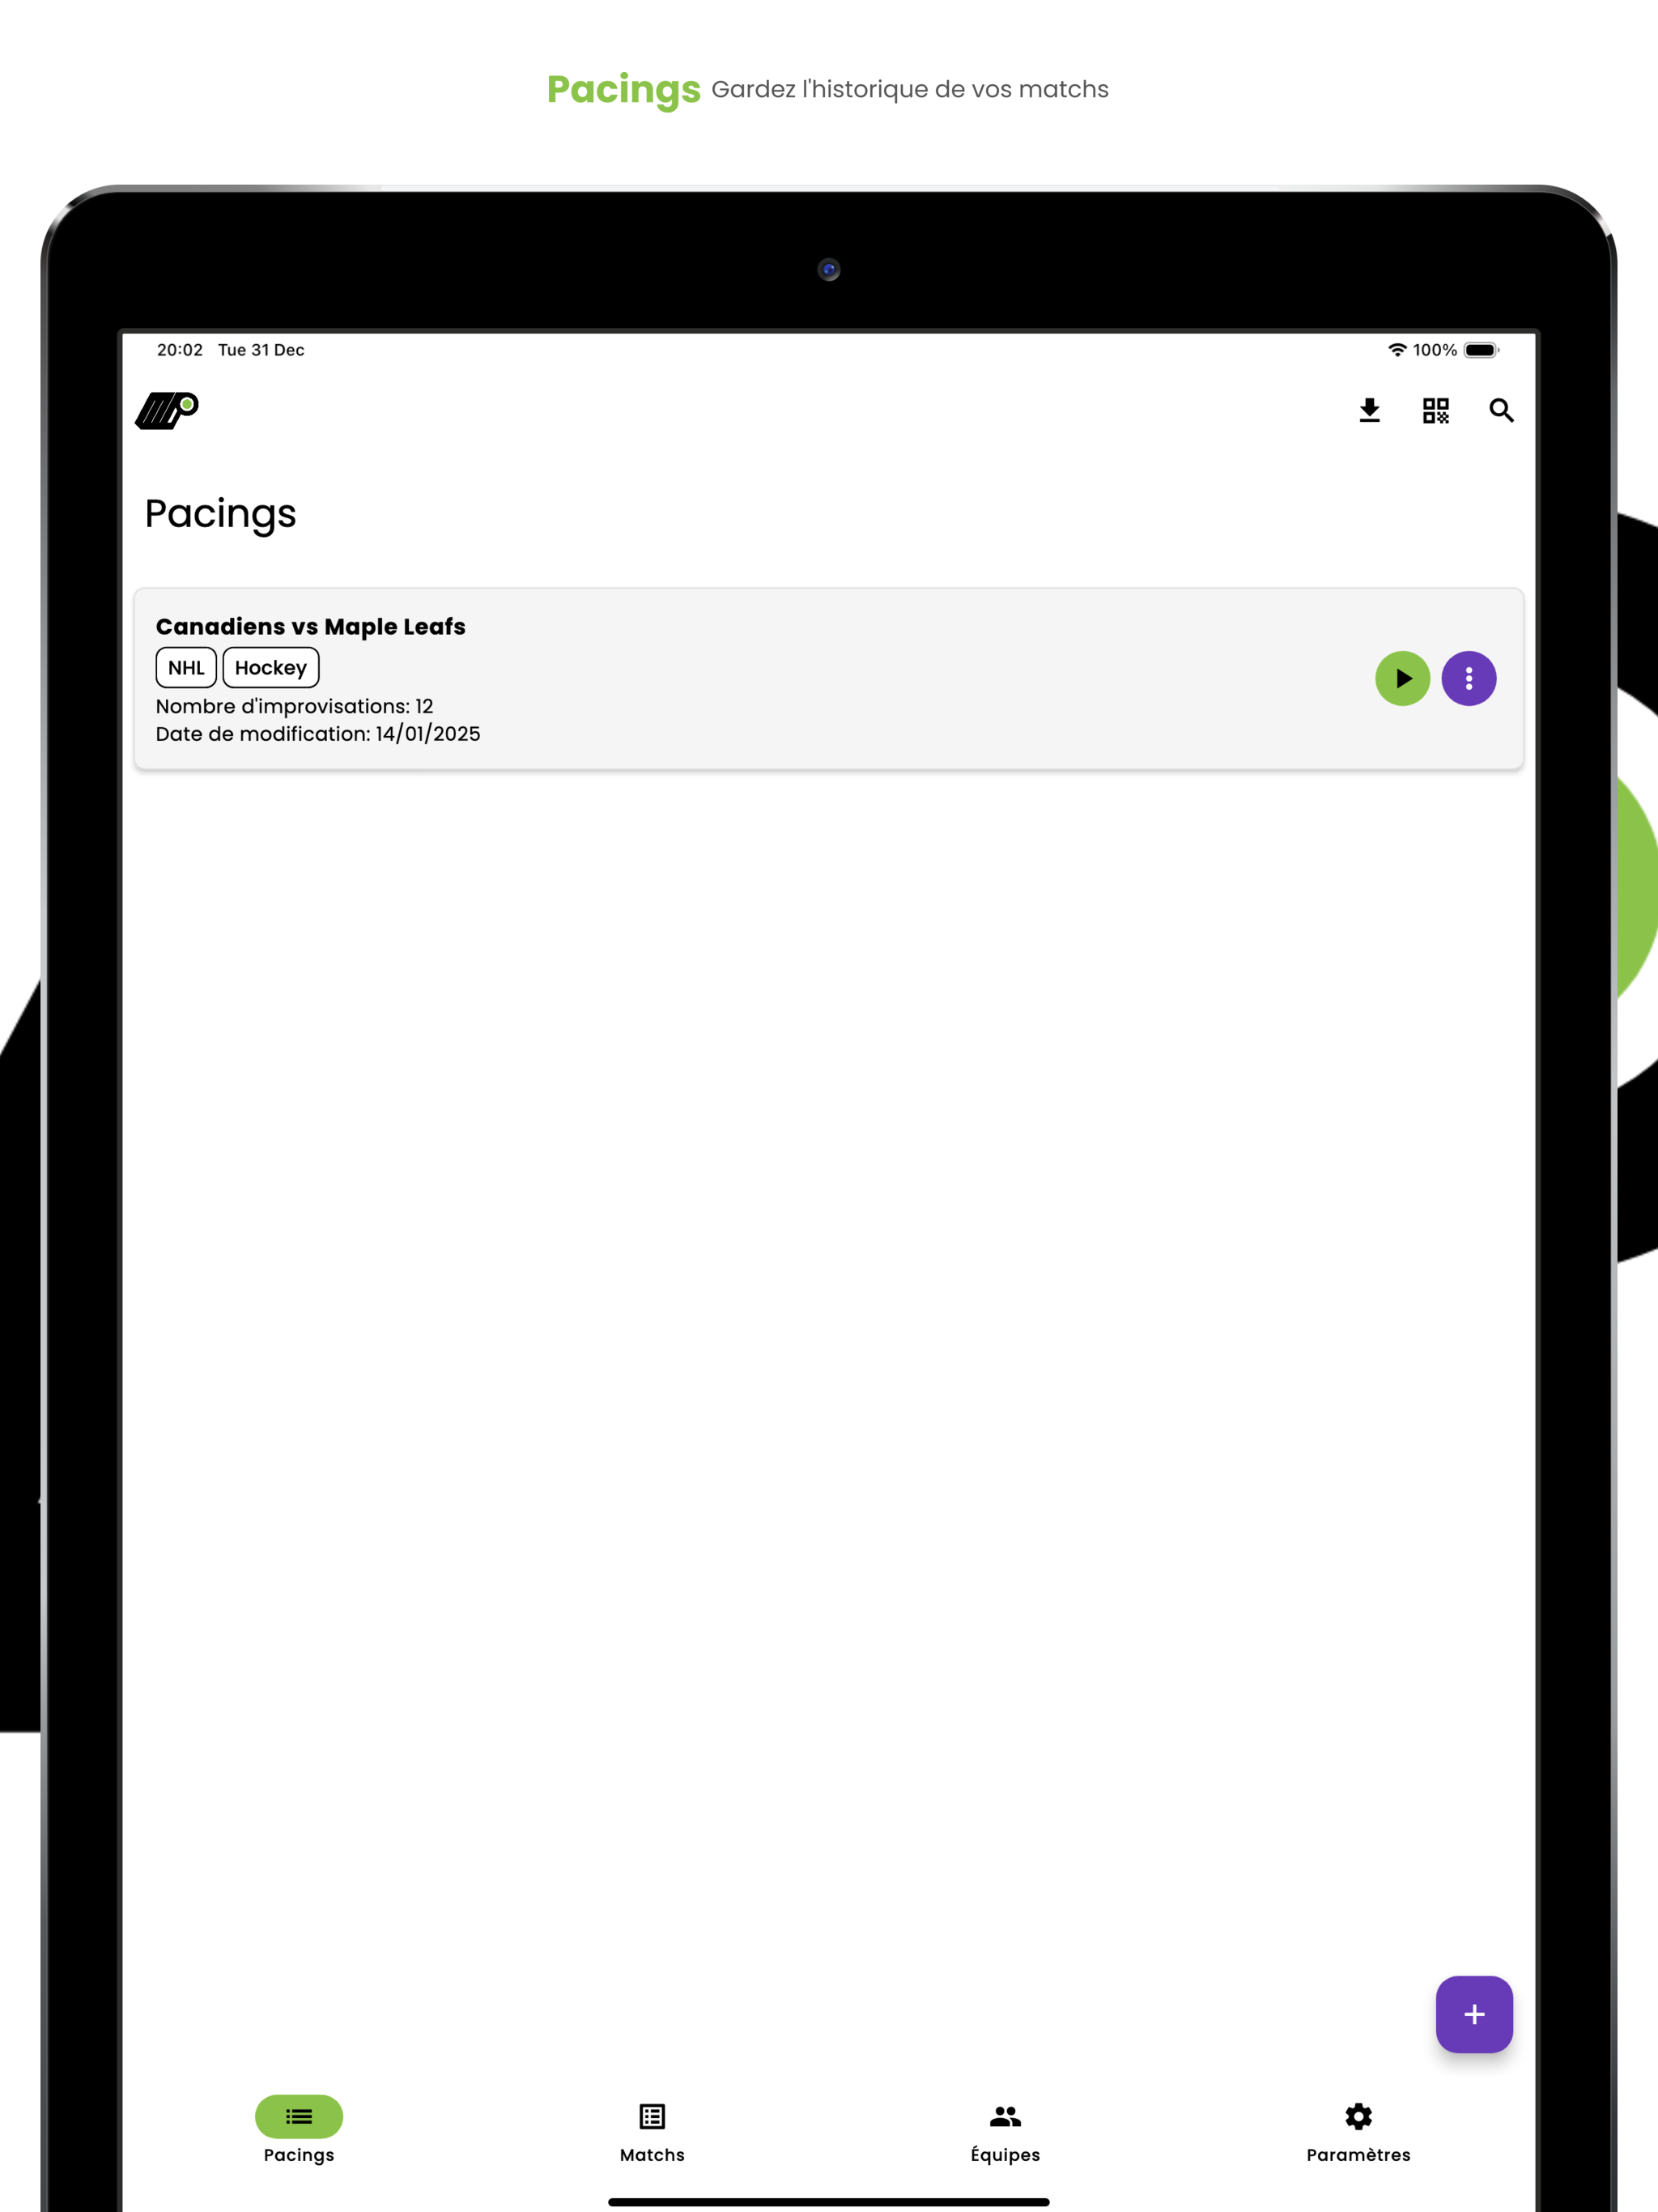 Pacings Gardez l'historique de vos matchs
20:02 Tue 31 Dec 100%
Pacings
Canadiens vs Maple Leafs
NHL Hockey
Nombre d'improvisations: 12
Date de modification: 14/01/2025
Pacings Matchs Équipes Paramètres